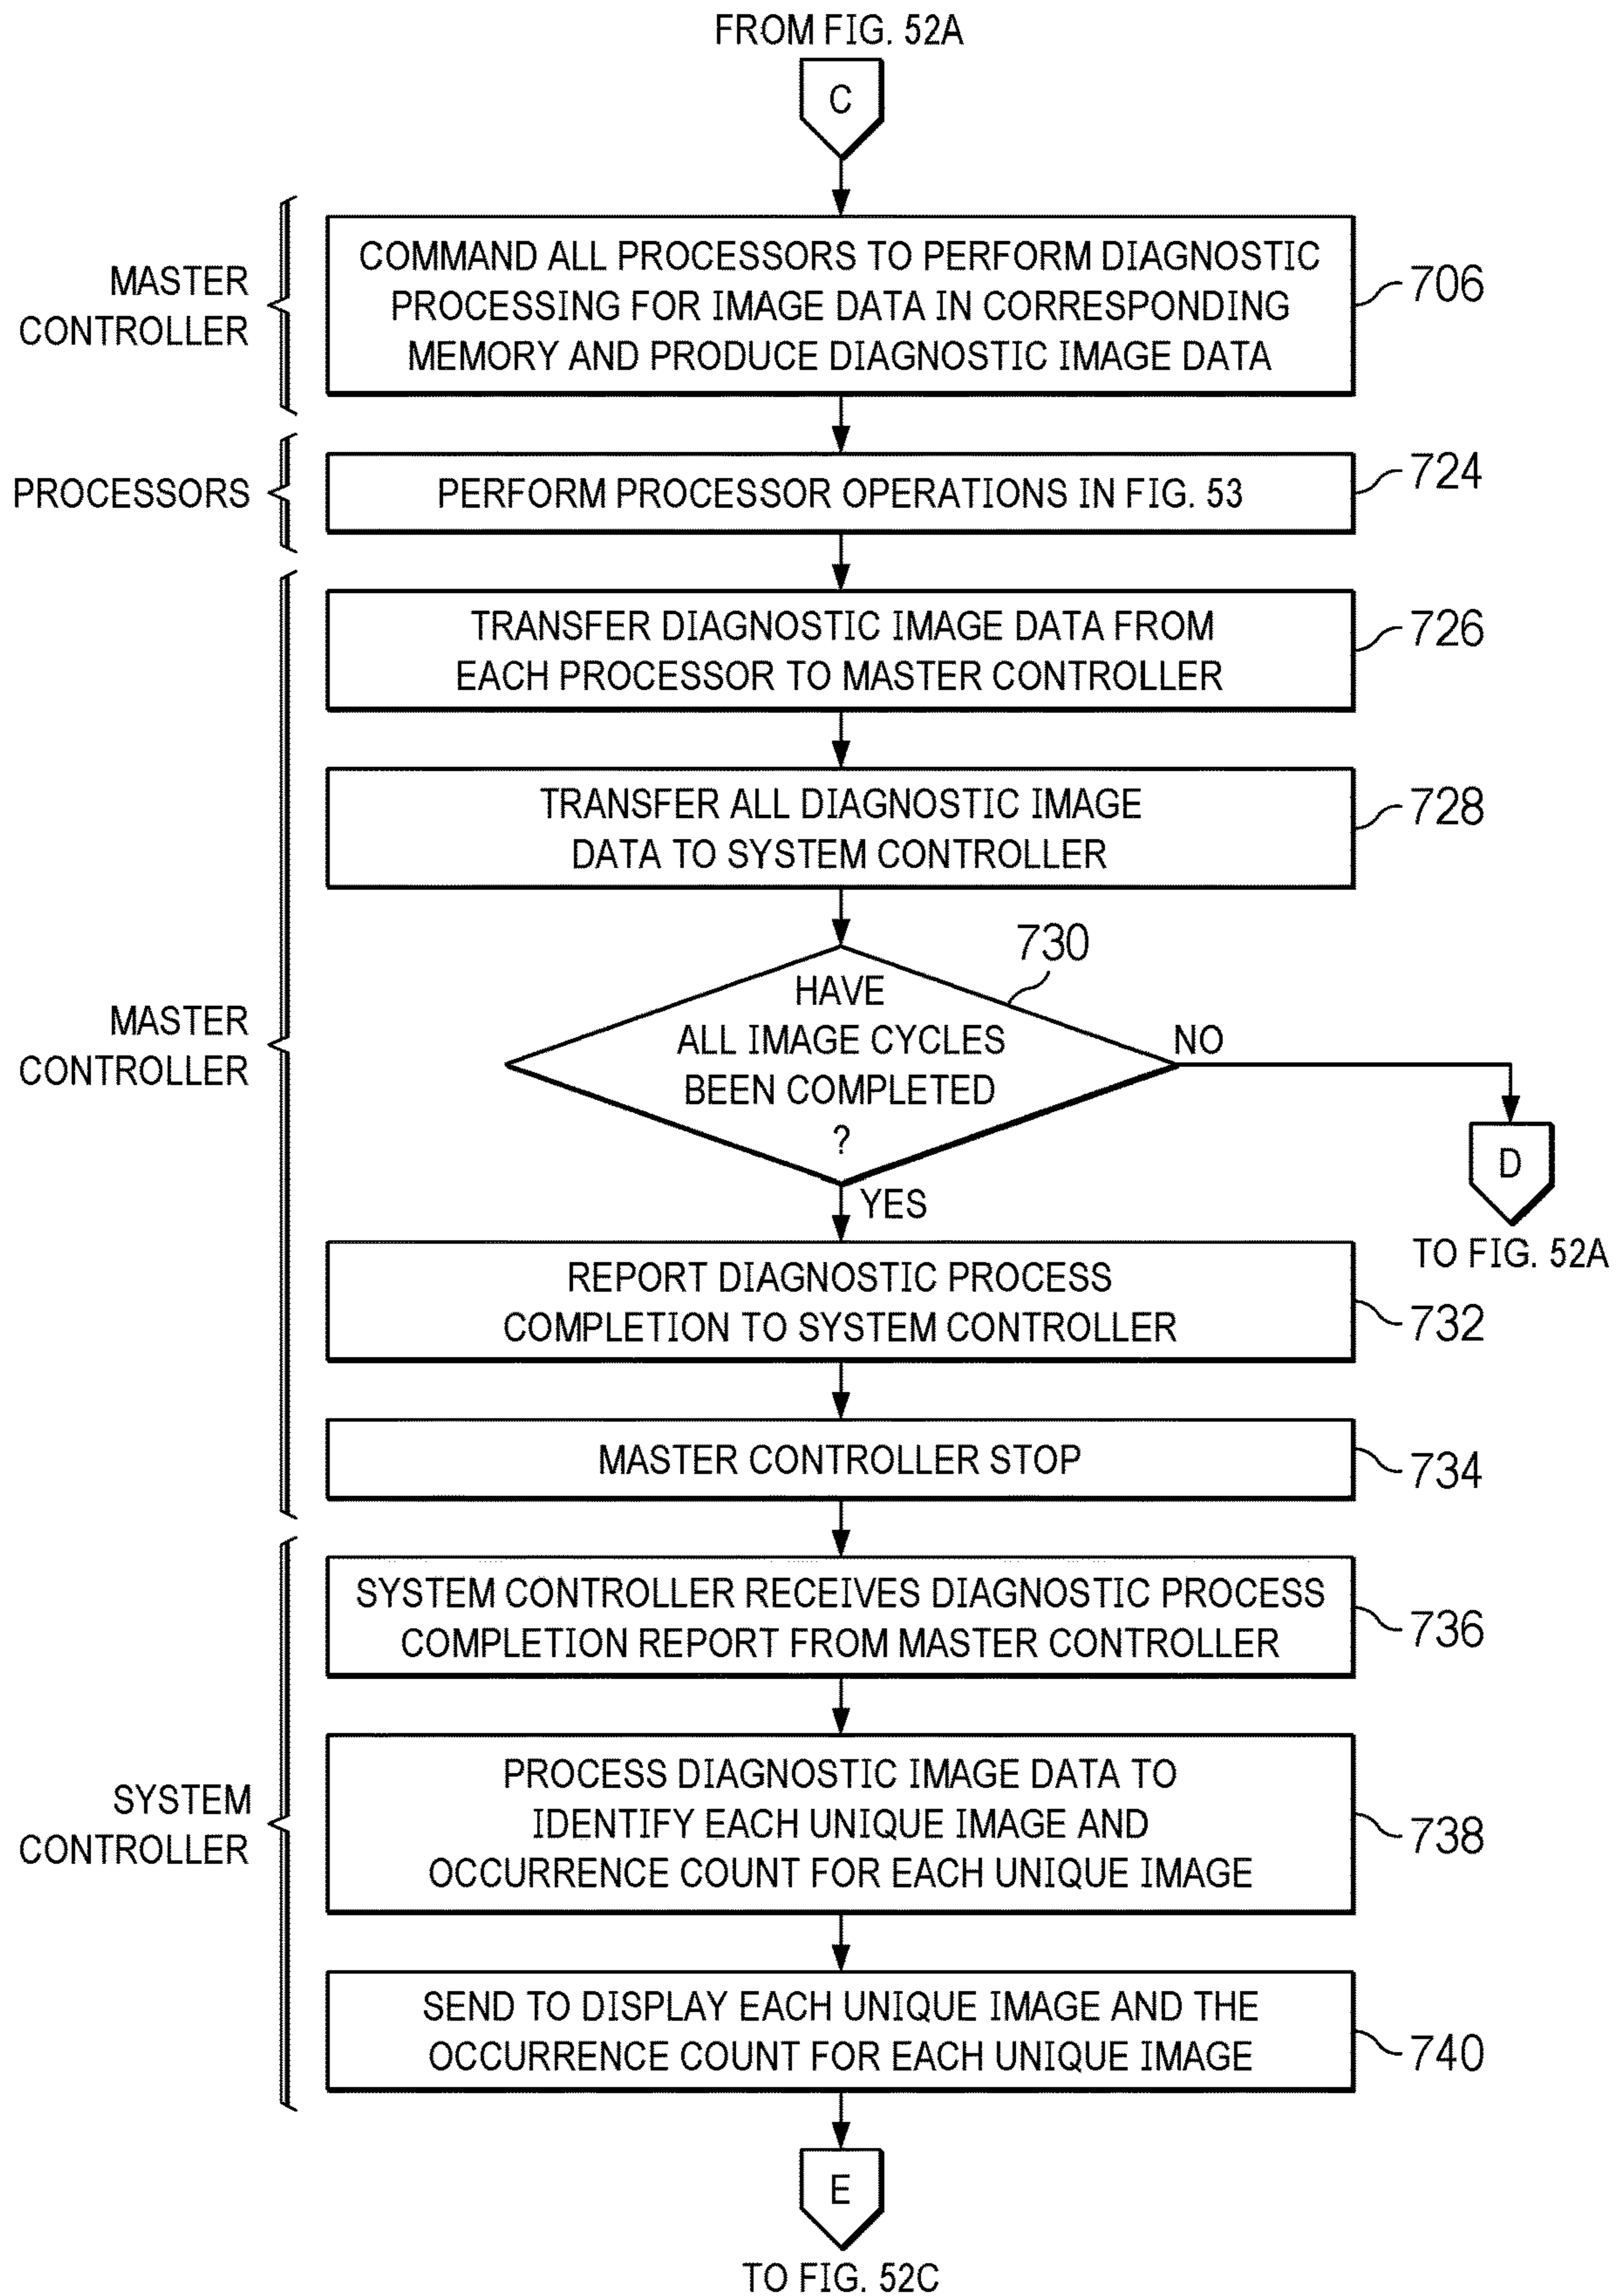 FROM FIG. 52A
C
MASTER
CONTROLLER
COMMAND ALL PROCESSORS TO PERFORM DIAGNOSTIC
PROCESSING FOR IMAGE DATA IN CORRESPONDING
MEMORY AND PRODUCE DIAGNOSTIC IMAGE DATA
706
PROCESSORS
PERFORM PROCESSOR OPERATIONS IN FIG. 53
724
TRANSFER DIAGNOSTIC IMAGE DATA FROM
EACH PROCESSOR TO MASTER CONTROLLER
726
TRANSFER ALL DIAGNOSTIC IMAGE
DATA TO SYSTEM CONTROLLER
728
MASTER
CONTROLLER
730
HAVE
ALL IMAGE CYCLES
BEEN COMPLETED
?
NO
D
TO FIG. 52A
YES
REPORT DIAGNOSTIC PROCESS
COMPLETION TO SYSTEM CONTROLLER
732
MASTER CONTROLLER STOP
734
SYSTEM CONTROLLER RECEIVES DIAGNOSTIC PROCESS
COMPLETION REPORT FROM MASTER CONTROLLER
736
SYSTEM
CONTROLLER
PROCESS DIAGNOSTIC IMAGE DATA TO
IDENTIFY EACH UNIQUE IMAGE AND
OCCURRENCE COUNT FOR EACH UNIQUE IMAGE
738
SEND TO DISPLAY EACH UNIQUE IMAGE AND THE
OCCURRENCE COUNT FOR EACH UNIQUE IMAGE
740
E
TO FIG. 52C